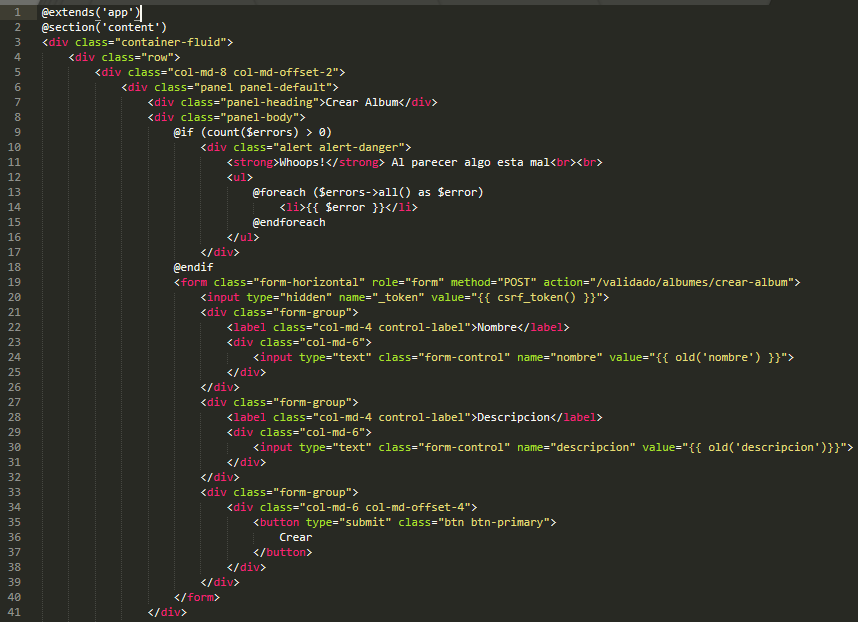 1 @extends('app')
2 @section('content')
3 <div class="container-fluid">
4 <div class="row">
5 <div class="col-md-8 col-md-offset-2">
6 <div class="panel panel-default">
7 <div class="panel-heading">Crear Album</div>
8 <div class="panel-body">
9 @if (count($errors) > 0)
10 <div class="alert alert-danger">
11 <strong>Whoops!</strong> Al parecer algo esta mal<br><br>
12 <ul>
13 @foreach ($errors->all() as $error)
14 <li>{{ $error }}</li>
15 @endforeach
16 </ul>
17 </div>
18 @endif
19 <form class="form-horizontal" role="form" method="POST" action="/validado/albumes/crear-album">
20 <input type="hidden" name="_token" value="{{ csrf_token() }}">
21 <div class="form-group">
22 <label class="col-md-4 control-label">Nombre</label>
23 <div class="col-md-6">
24 <input type="text" class="form-control" name="nombre" value="{{ old('nombre') }}">
25 </div>
26 </div>
27 <div class="form-group">
28 <label class="col-md-4 control-label">Descripcion</label>
29 <div class="col-md-6">
30 <input type="text" class="form-control" name="descripcion" value="{{ old('descripcion')}}">
31 </div>
32 </div>
33 <div class="form-group">
34 <div class="col-md-6 col-md-offset-4">
35 <button type="submit" class="btn btn-primary">
36 Crear
37 </button>
38 </div>
39 </div>
40 </form>
41 </div>